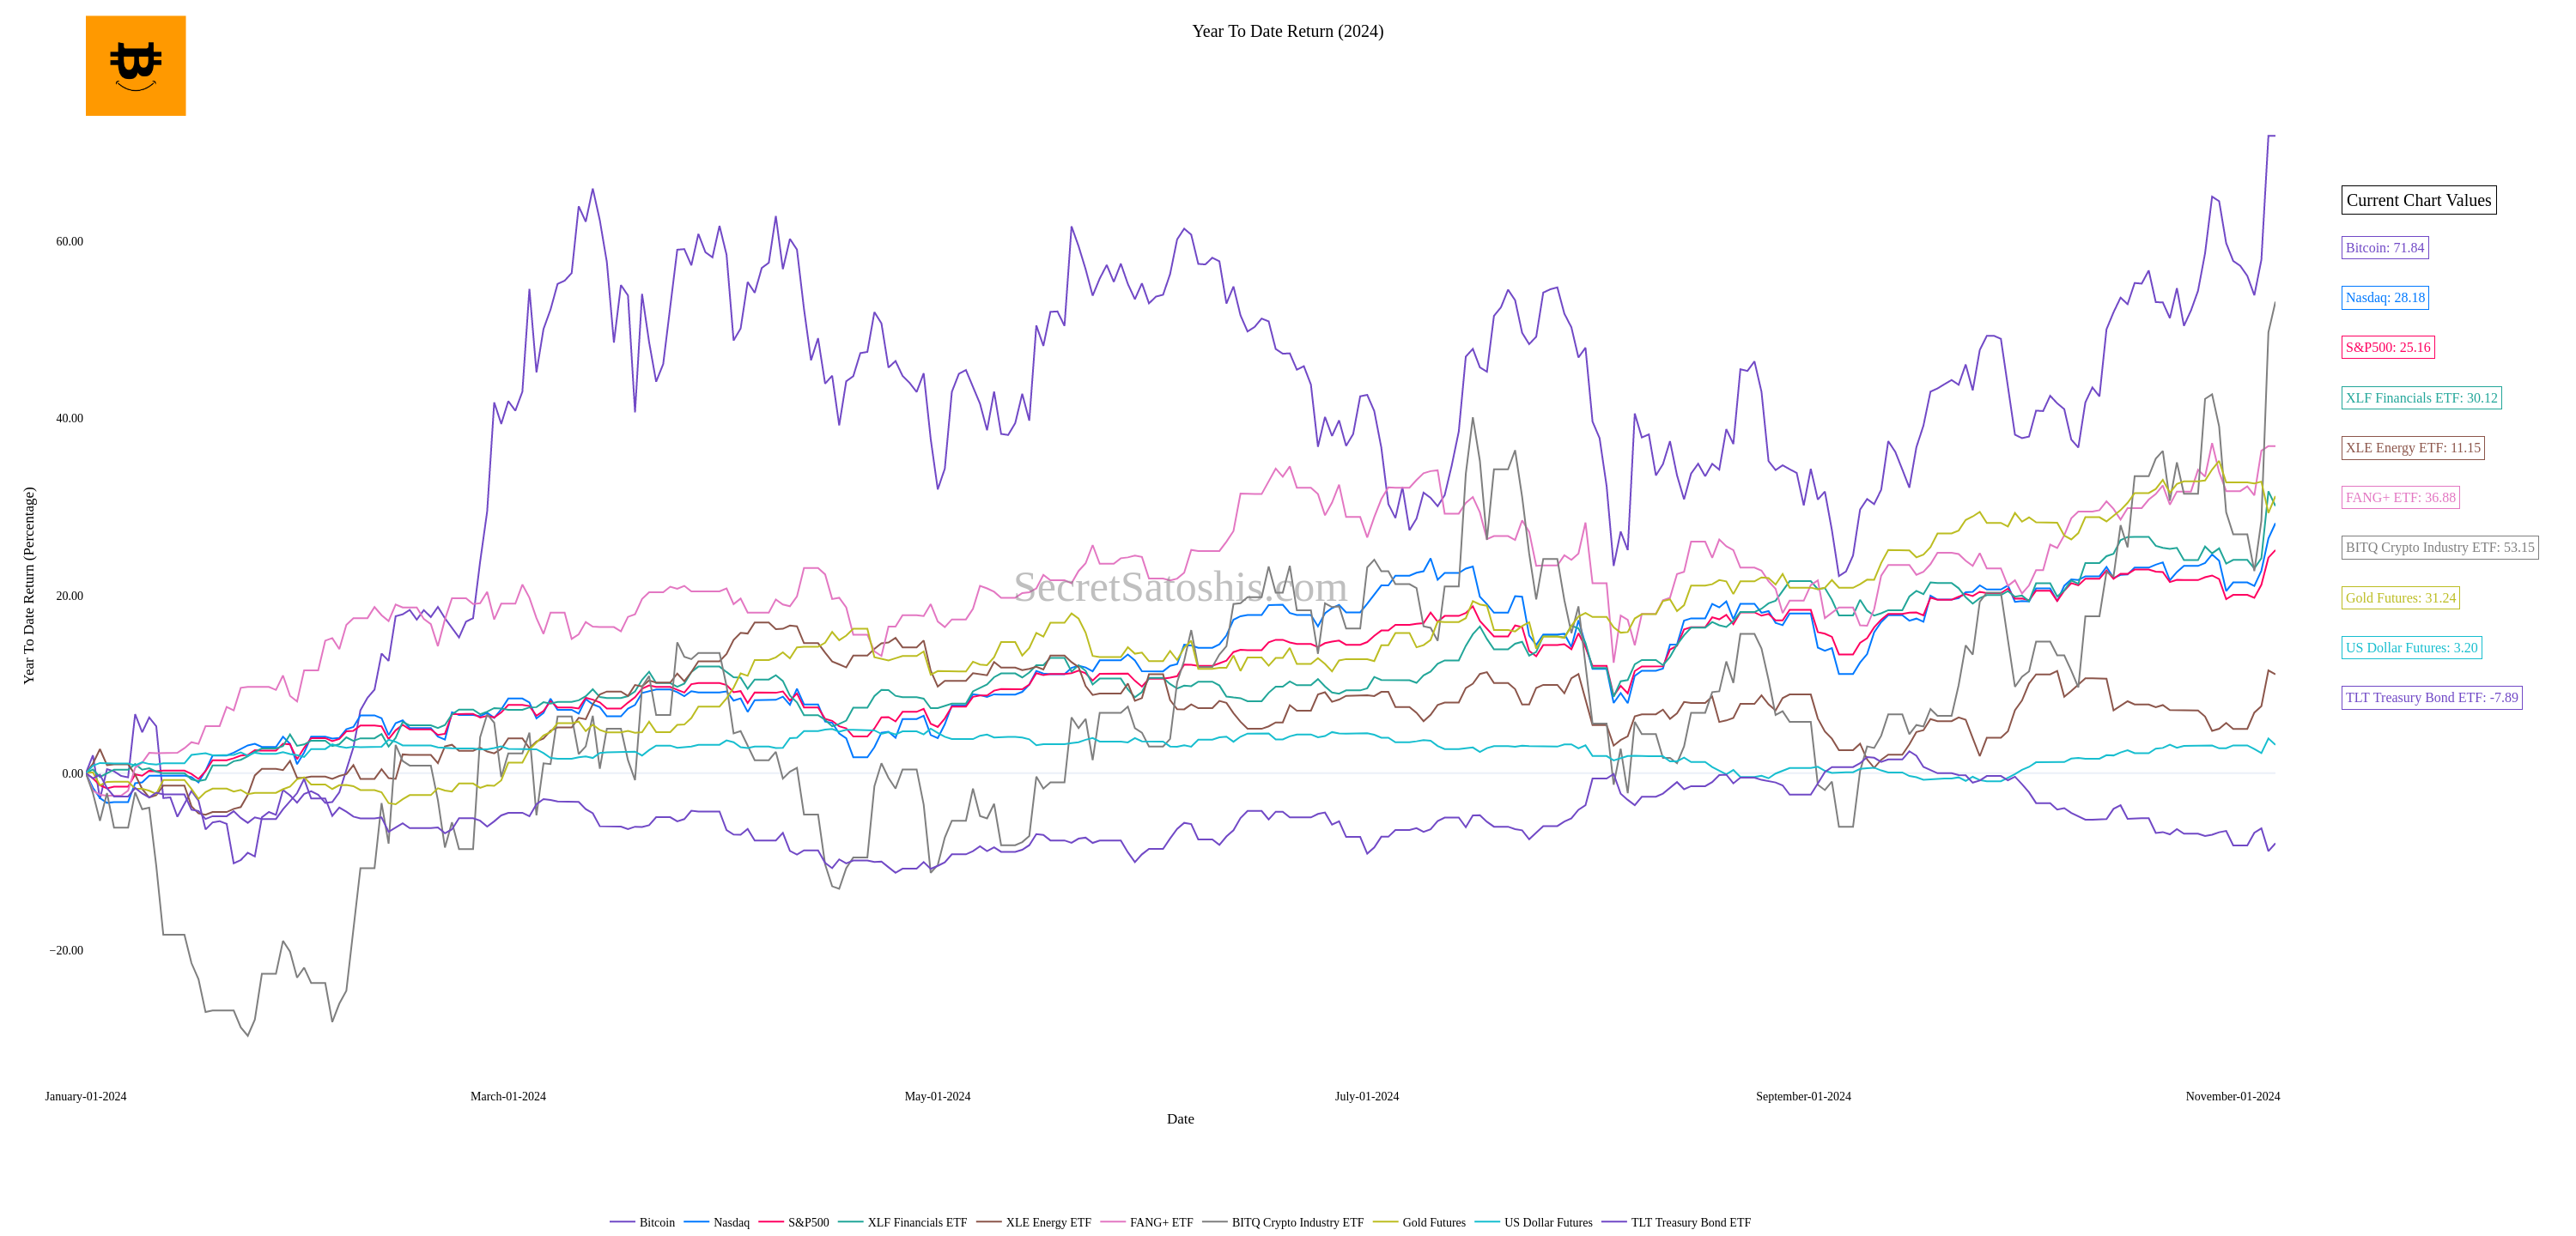 Year To Date Return (2024)
60.00
40.00
20.00
0.00
−20.00
Year To Date Return (Percentage)
SecretSatoshis.com
January-01-2024
March-01-2024
May-01-2024
July-01-2024
September-01-2024
November-01-2024
Date
Current Chart Values
Bitcoin: 71.84
Nasdaq: 28.18
S&P500: 25.16
XLF Financials ETF: 30.12
XLE Energy ETF: 11.15
FANG+ ETF: 36.88
BITQ Crypto Industry ETF: 53.15
Gold Futures: 31.24
US Dollar Futures: 3.20
TLT Treasury Bond ETF: -7.89
Bitcoin Nasdaq S&P500 XLF Financials ETF XLE Energy ETF FANG+ ETF BITQ Crypto Industry ETF Gold Futures US Dollar Futures TLT Treasury Bond ETF